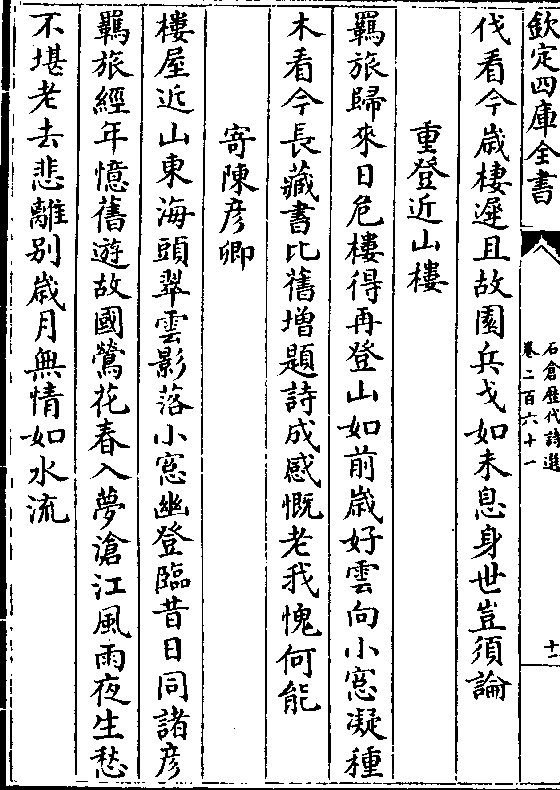 欽定四庫全書
石倉歷代詩選
卷二百六十一
十一
伐看今歲棲遲且故園兵戈如未息身世豈須論
重登近山樓
羈旅歸來日危樓得再登山如前歲好雲向小窓凝種
木看今長藏書比舊增題詩成感慨老我愧何能
寄陳彦卿
樓屋近山東海頭翠雲影落小窓幽登臨昔日同諸彦
羈旅經年憶舊遊故國鶯花春入夢滄江風雨夜生愁
不堪老去悲離别歲月無情如水流